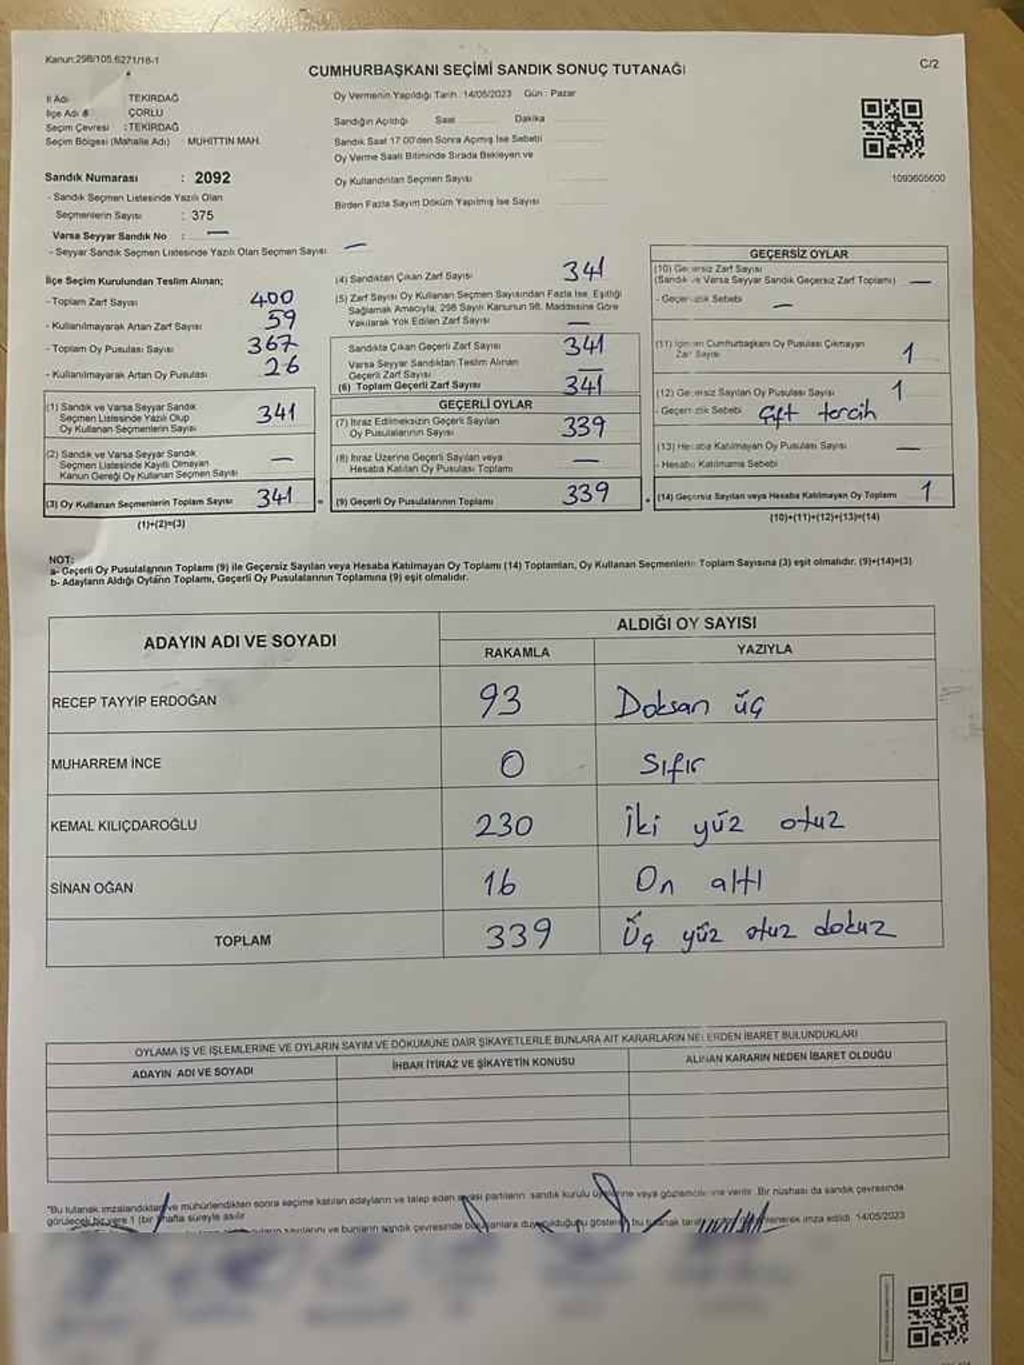 Kanun:298/105.6271/16-1
CUMHURBAŞKANI SEÇİMİ SANDIK SONUÇ TUTANAĞI
C/2
İl Adı TEKİRDAĞ
İlçe Adı ÇORLU
Seçim Çevresi : TEKİRDAĞ
Seçim Bölgesi (Mahalle Adı) : MUHİTTİN MAH.
Oy Vermenin Yapıldığı Tarih: 14/05/2023 Gün : Pazar
Sandığın Açıldığı Saat Dakika
Sandık Saat 17:00'den Sonra Açılmış İse Sebebi
Oy Verme Saati Bitiminde Sırada Bekleyen ve
Oy Kullandırılan Seçmen Sayısı
Birden Fazla Sayım Döküm Yapılmış İse Sayısı
1093605600
Sandık Numarası : 2092
- Sandık Seçmen Listesinde Yazılı Olan
Seçmenlerin Sayısı : 375
Varsa Seyyar Sandık No : —
- Seyyar Sandık Seçmen Listesinde Yazılı Olan Seçmen Sayısı —
İlçe Seçim Kurulundan Teslim Alınan;
- Toplam Zarf Sayısı 400
- Kullanılmayarak Artan Zarf Sayısı 59
- Toplam Oy Pusulası Sayısı 367
- Kullanılmayarak Artan Oy Pusulası 26
(1) Sandık ve Varsa Seyyar Sandık
Seçmen Listesinde Yazılı Olup
Oy Kullanan Seçmenlerin Sayısı 341
(2) Sandık ve Varsa Seyyar Sandık
Seçmen Listesinde Kayıtlı Olmayan
Kanun Gereği Oy Kullanan Seçmen Sayısı —
(3) Oy Kullanan Seçmenlerin Toplam Sayısı 341
(1)+(2)=(3)
(4) Sandıktan Çıkan Zarf Sayısı 341
(5) Zarf Sayısı Oy Kullanan Seçmen Sayısından Fazla İse, Eşitliği
Sağlamak Amacıyla, 298 Sayılı Kanunun 98. Maddesine Göre
Yakılarak Yok Edilen Zarf Sayısı —
Sandıkta Çıkan Geçerli Zarf Sayısı 341
Varsa Seyyar Sandıktan Teslim Alınan
Geçerli Zarf Sayısı —
(6) Toplam Geçerli Zarf Sayısı 341
GEÇERLİ OYLAR
(7) İtiraz Edilmeksizin Geçerli Sayılan
Oy Pusulalarının Sayısı 339
(8) İtiraz Üzerine Geçerli Sayılan veya
Hesaba Katılan Oy Pusulası Toplamı —
= (9) Geçerli Oy Pusulalarının Toplamı 339
GEÇERSİZ OYLAR
(10) Geçersiz Zarf Sayısı
(Sandık ve Varsa Seyyar Sandık Geçersiz Zarf Toplamı) —
- Geçersizlik Sebebi —
(11) İçinden Cumhurbaşkanı Oy Pusulası Çıkmayan
Zarf Sayısı 1
(12) Geçersiz Sayılan Oy Pusulası Sayısı 1
- Geçersizlik Sebebi Çift tercih
(13) Hesaba Katılmayan Oy Pusulası Sayısı —
- Hesaba Katılmama Sebebi
+ (14) Geçersiz Sayılan veya Hesaba Katılmayan Oy Toplamı 1
(10)+(11)+(12)+(13)=(14)
NOT:
a- Geçerli Oy Pusulalarının Toplamı (9) ile Geçersiz Sayılan veya Hesaba Katılmayan Oy Toplamı (14) Toplamları, Oy Kullanan Seçmenlerin Toplam Sayısına (3) eşit olmalıdır. (9)+(14)=(3)
b- Adayların Aldığı Oyların Toplamı, Geçerli Oy Pusulalarının Toplamına (9) eşit olmalıdır.
ADAYIN ADI VE SOYADI
ALDIĞI OY SAYISI
RAKAMLA YAZIYLA
RECEP TAYYİP ERDOĞAN 93 Doksan üç
MUHARREM İNCE 0 Sıfır
KEMAL KILIÇDAROĞLU 230 İki yüz otuz
SİNAN OĞAN 16 On altı
TOPLAM 339 Üç yüz otuz dokuz
OYLAMA İŞ VE İŞLEMLERİNE VE OYLARIN SAYIM VE DÖKÜMÜNE DAİR ŞİKAYETLERLE BUNLARA AİT KARARLARIN NELERDEN İBARET BULUNDUKLARI
ADAYIN ADI VE SOYADI
İHBAR İTİRAZ VE ŞİKAYETİN KONUSU
ALINAN KARARIN NEDEN İBARET OLDUĞU
"Bu tutanak imzalandıktan ve mühürlendikten sonra seçime katılan adayların ve talep eden siyasi partilerin sandık kurulu üyelerine veya gözlemcilerine verilir. Bir nüshası da sandık çevresinde
görülecek bir yere 1 (bir) hafta süreyle asılır
bunların sandık çevresinde duyurulduğunu gösteren bu tutanak imza edildi. 14/05/2023